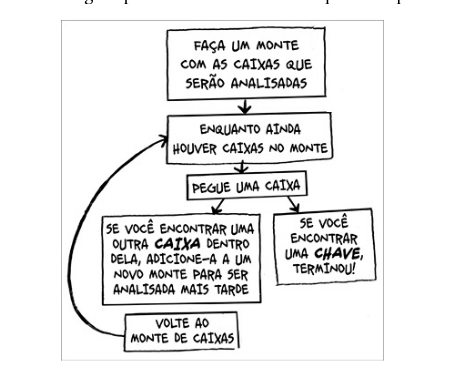 FAÇA UM MONTE
COM AS CAIXAS QUE
SERÃO ANALISADAS
ENQUANTO AINDA
HOUVER CAIXAS NO MONTE
PEGUE UMA CAIXA
SE VOCÊ ENCONTRAR UMA
OUTRA CAIXA DENTRO
DELA, ADICIONE-A A UM
NOVO MONTE PARA SER
ANALISADA MAIS TARDE
SE VOCÊ
ENCONTRAR
UMA CHAVE,
TERMINOU!
VOLTE AO
MONTE DE CAIXAS